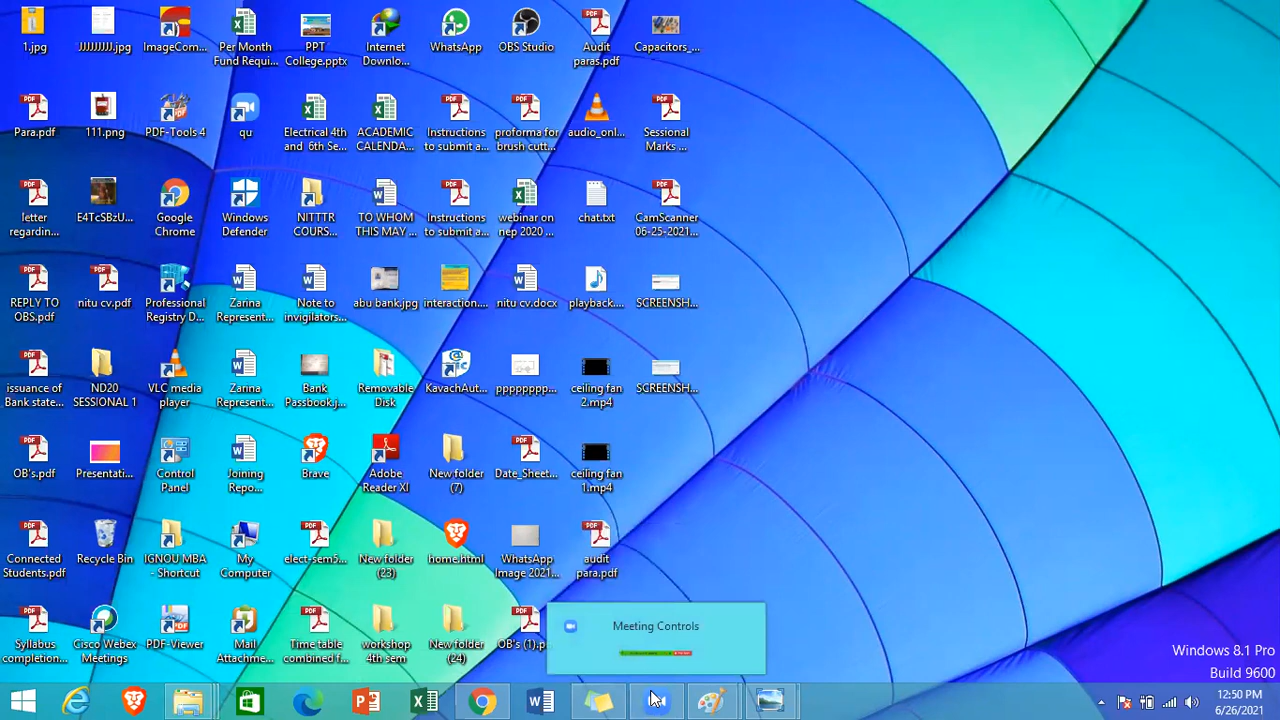 1.jpg
JJJJJJJJJ.jpg
ImageCom...
Per Month
Fund Requi...
PPT
College.pptx
Internet
Downlo...
WhatsApp
OBS Studio
Audit
paras.pdf
Capacitors_...
Para.pdf
111.png
PDF-Tools 4
qu
Electrical 4th
and 6th Se...
ACADEMIC
CALENDA...
Instructions
to submit a...
proforma for
brush cutt...
audio_onl...
Sessional
Marks ...
letter
regardin...
E4TcSBzU...
Google
Chrome
Windows
Defender
NITTTR
COURS...
TO WHOM
THIS MAY ...
Instructions
to submit a...
webinar on
nep 2020 ...
chat.txt
CamScanner
06-25-2021...
REPLY TO
OBS.pdf
nitu cv.pdf
Professional
Registry D...
Zarina
Represent...
Note to
invigilators...
abu bank.jpg
interaction....
nitu cv.docx
playback....
SCREENSH...
issuance of
Bank state...
ND20
SESSIONAL 1
VLC media
player
Zarina
Represent...
Bank
Passbook.j...
Removable
Disk
KavachAut...
pppppppp...
ceiling fan
2.mp4
SCREENSH...
OB's.pdf
Presentati...
Control
Panel
Joining
Repo...
Brave
Adobe
Reader XI
New folder
(7)
Date_Sheet...
ceiling fan
1.mp4
Connected
Students.pdf
Recycle Bin
IGNOU MBA
- Shortcut
My
Computer
elect-sem5...
New folder
(23)
home.html
WhatsApp
Image 2021...
audit
para.pdf
Syllabus
completion...
Cisco Webex
Meetings
PDF-Viewer
Mail
Attachme...
Time table
combined f...
workshop
4th sem
New folder
(24)
OB's (1).p
Meeting Controls
Windows 8.1 Pro
Build 9600
12:50 PM
6/26/2021